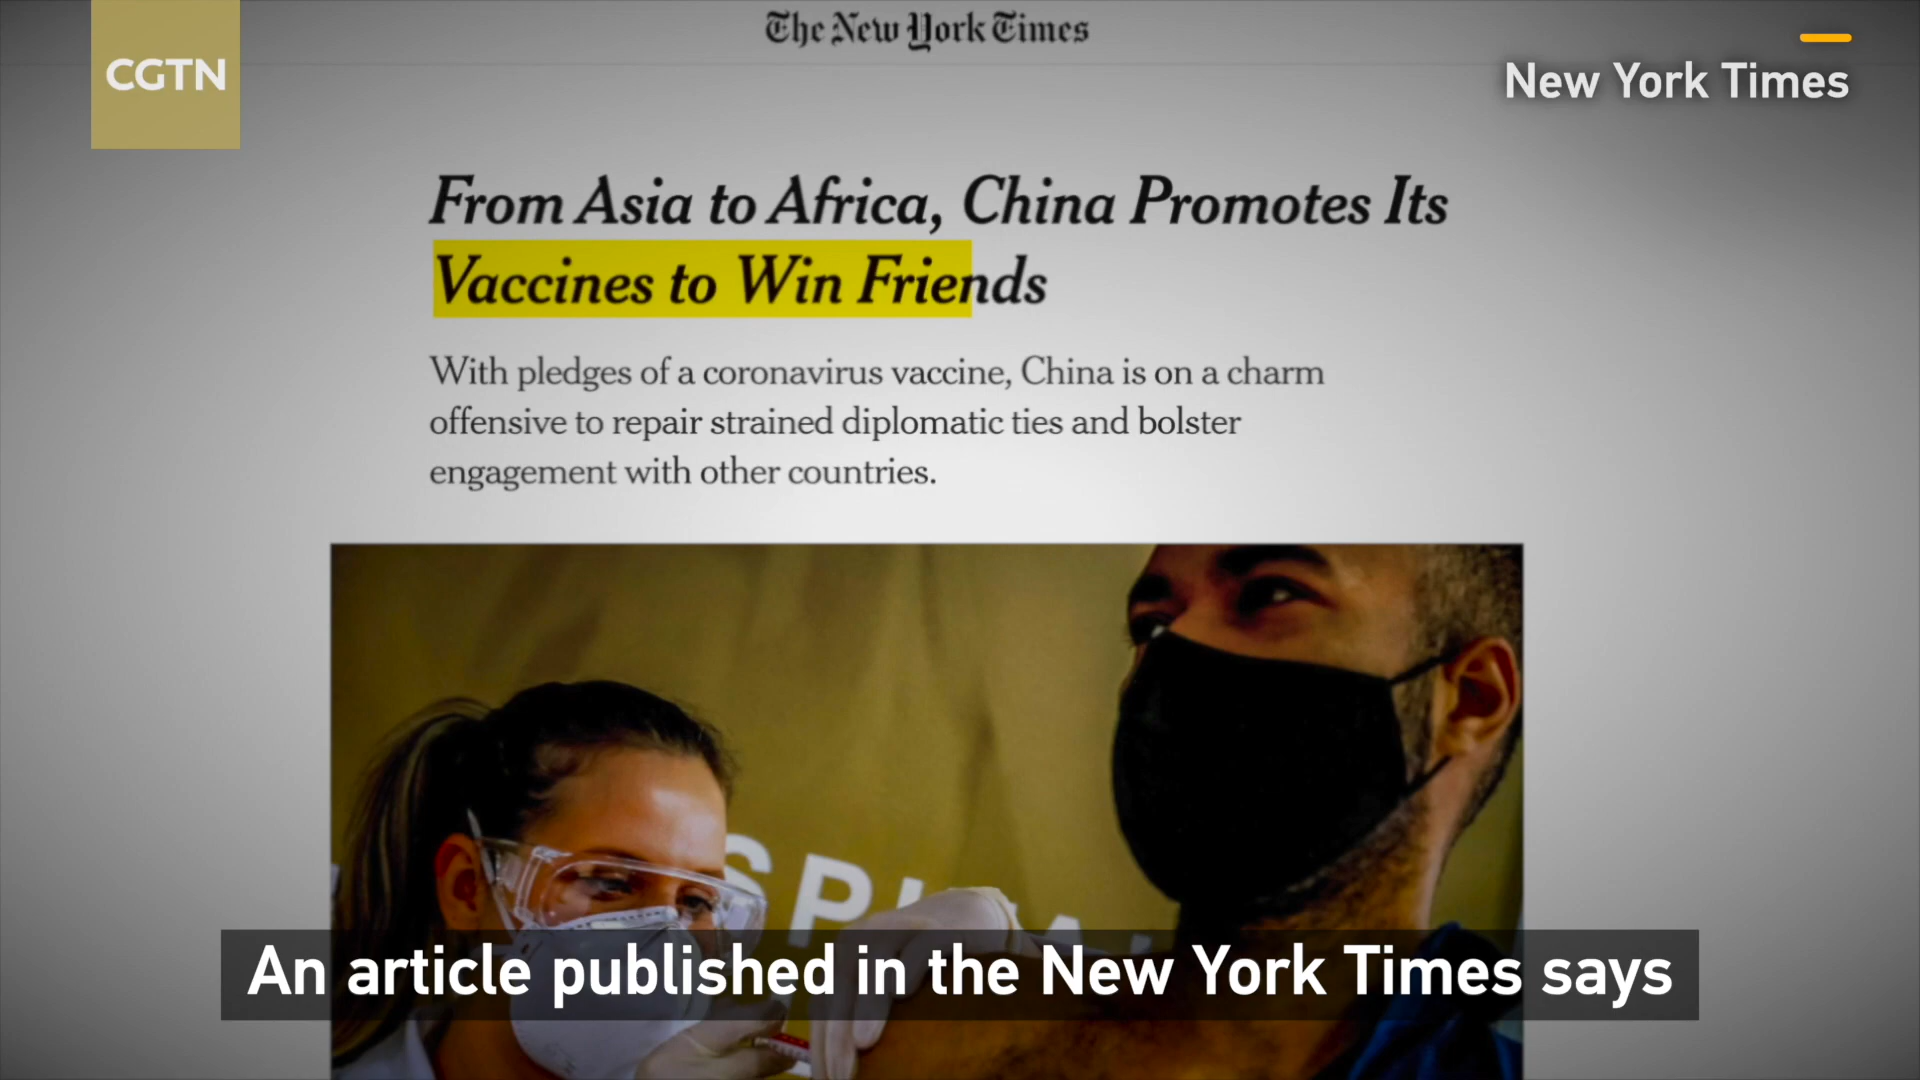 The New York Times
CGTN
New York Times
From Asia to Africa, China Promotes Its
Vaccines to Win Friends
With pledges of a coronavirus vaccine, China is on a charm
offensive to repair strained diplomatic ties and bolster
engagement with other countries.
An article published in the New York Times says